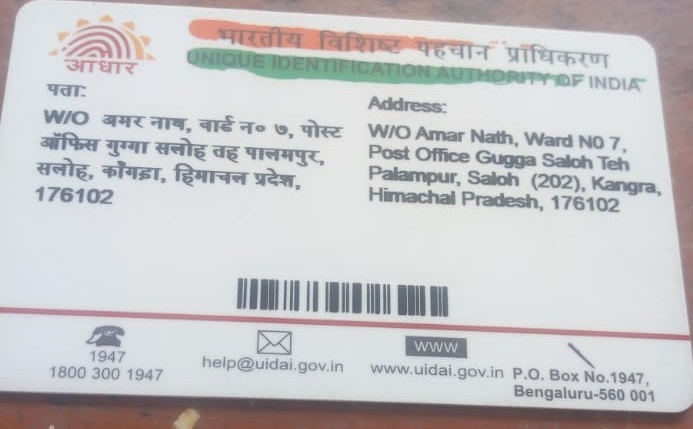 आधार
भारतीय विशिष्ट पहचान प्राधिकरण
UNIQUE IDENTIFICATION AUTHORITY OF INDIA
पता:
W/O अमर नाथ, वार्ड न० ७, पोस्ट
ऑफिस गुग्गा सलोह तह पालमपुर,
सलोह, काँगड़ा, हिमाचल प्रदेश,
176102
Address:
W/O Amar Nath, Ward N0 7,
Post Office Gugga Saloh Teh
Palampur, Saloh (202), Kangra,
Himachal Pradesh, 176102
1947
1800 300 1947
help@uidai.gov.in
WWW
www.uidai.gov.in
P.O. Box No.1947,
Bengaluru-560 001